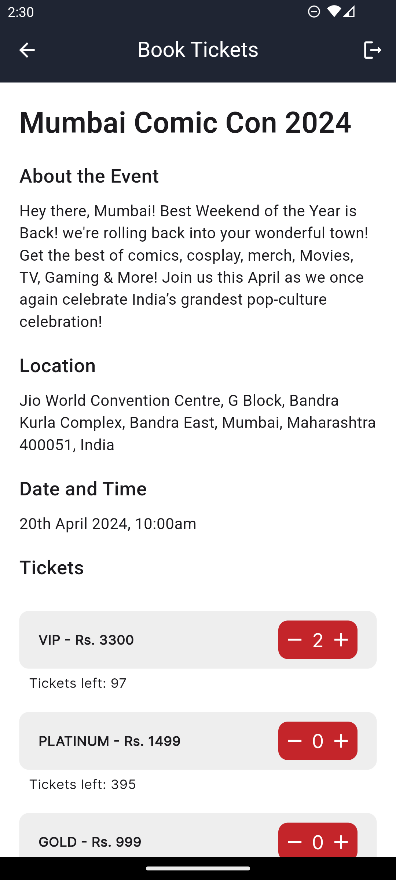 2:30
Book Tickets
Mumbai Comic Con 2024
About the Event
Hey there, Mumbai! Best Weekend of the Year is
Back! we're rolling back into your wonderful town!
Get the best of comics, cosplay, merch, Movies,
TV, Gaming & More! Join us this April as we once
again celebrate India's grandest pop-culture
celebration!
Location
Jio World Convention Centre, G Block, Bandra
Kurla Complex, Bandra East, Mumbai, Maharashtra
400051, India
Date and Time
20th April 2024, 10:00am
Tickets
VIP - Rs. 3300 − 2 +
Tickets left: 97
PLATINUM - Rs. 1499 − 0 +
Tickets left: 395
GOLD - Rs. 999 − 0 +